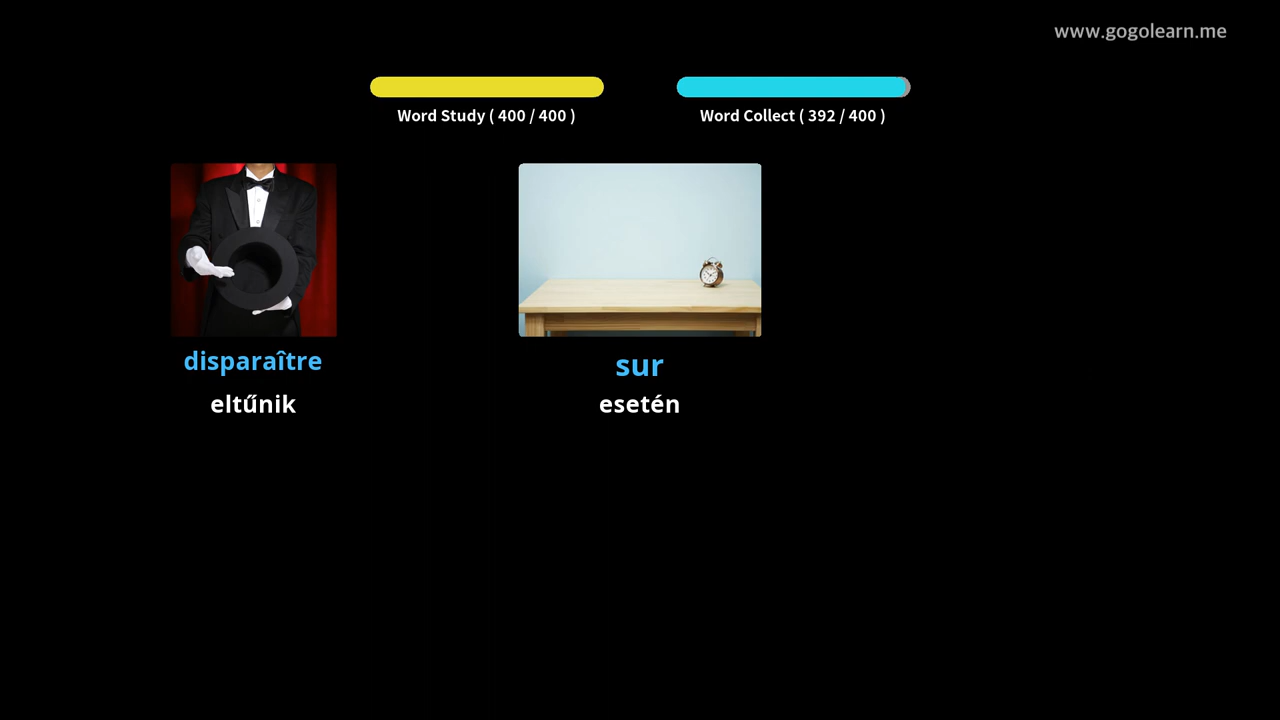 www.gogolearn.me
Word Study ( 400 / 400 )
Word Collect ( 392 / 400 )
disparaître
sur
eltűnik
esetén